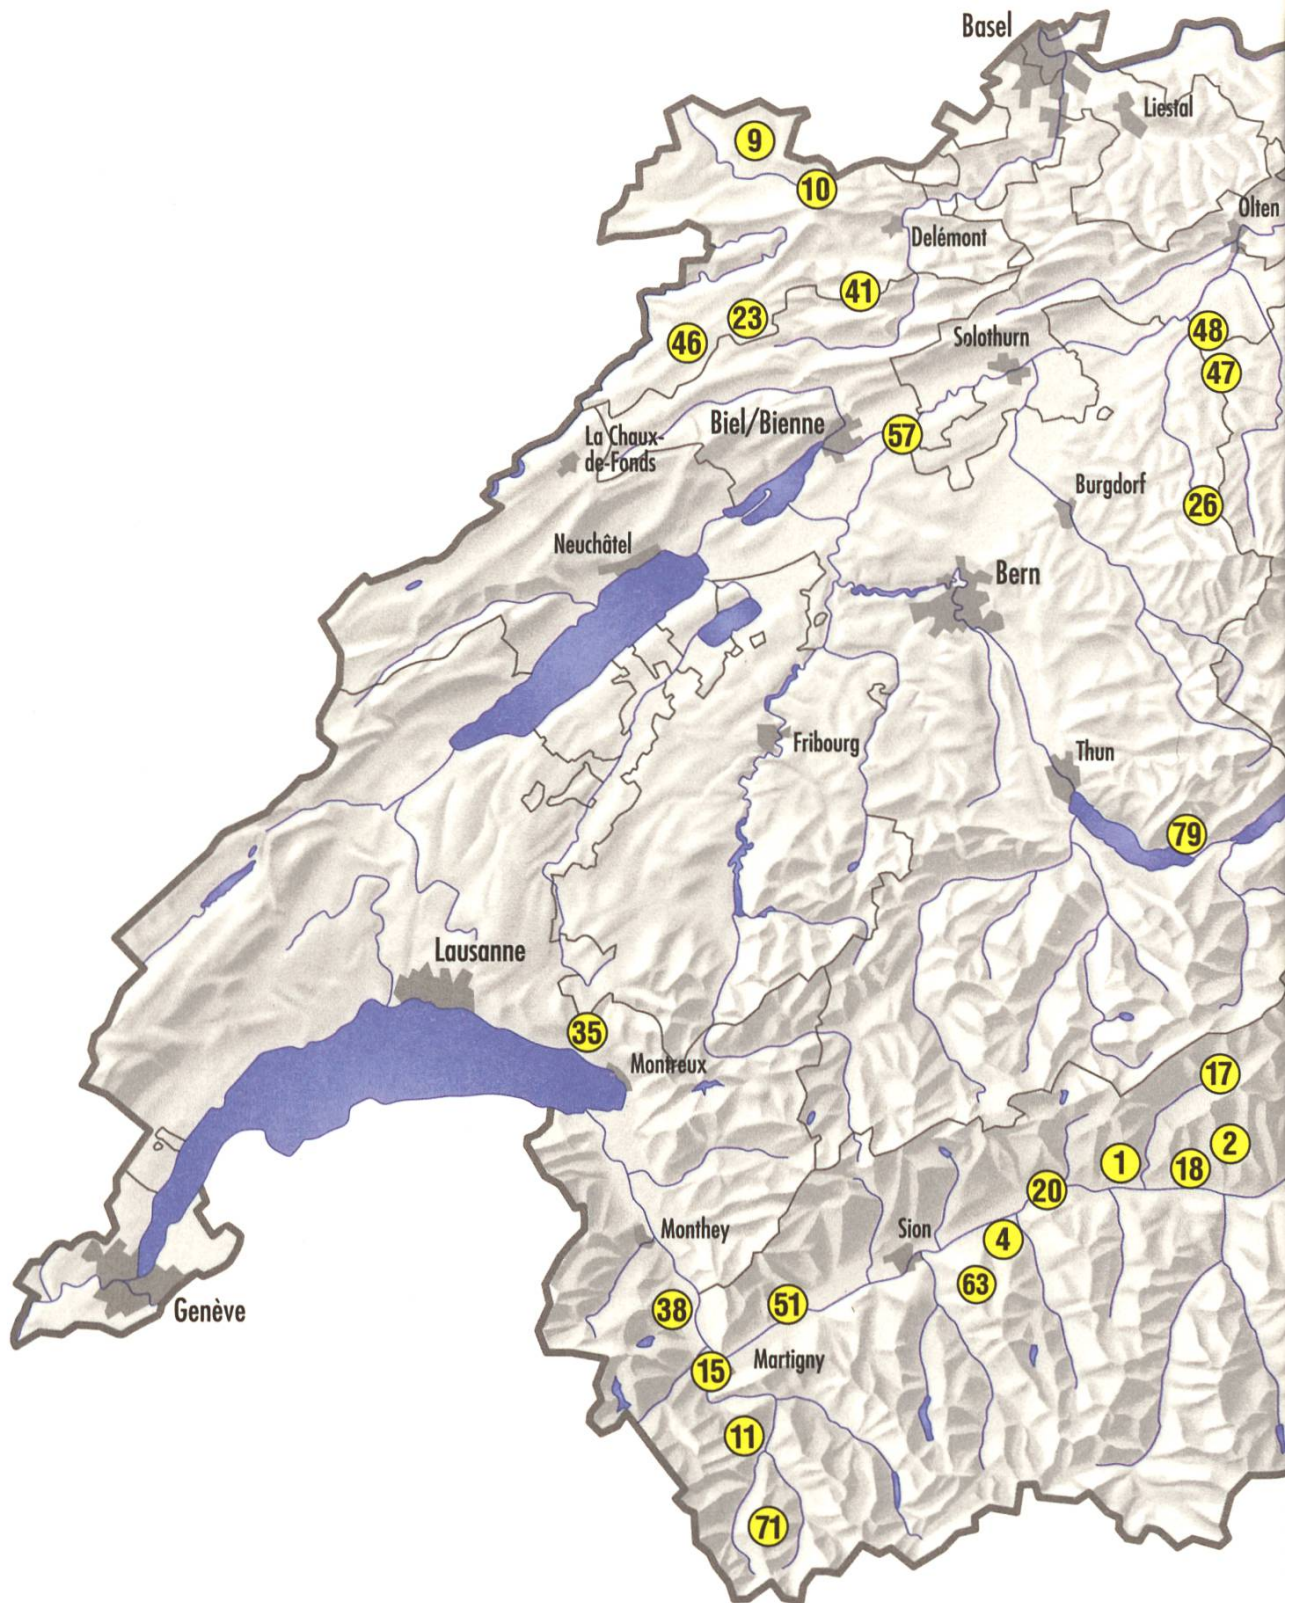 Basel
Liestal
9
10
Olten
Delémont
41
23
46
48
Solothurn
47
Biel/Bienne
57
La Chaux-
de-Fonds
Burgdorf
26
Neuchâtel
Bern
Fribourg
Thun
79
Lausanne
35
Montreux
17
2
1
18
20
Monthey
Sion
4
63
Genève
38
51
15
Martigny
11
71